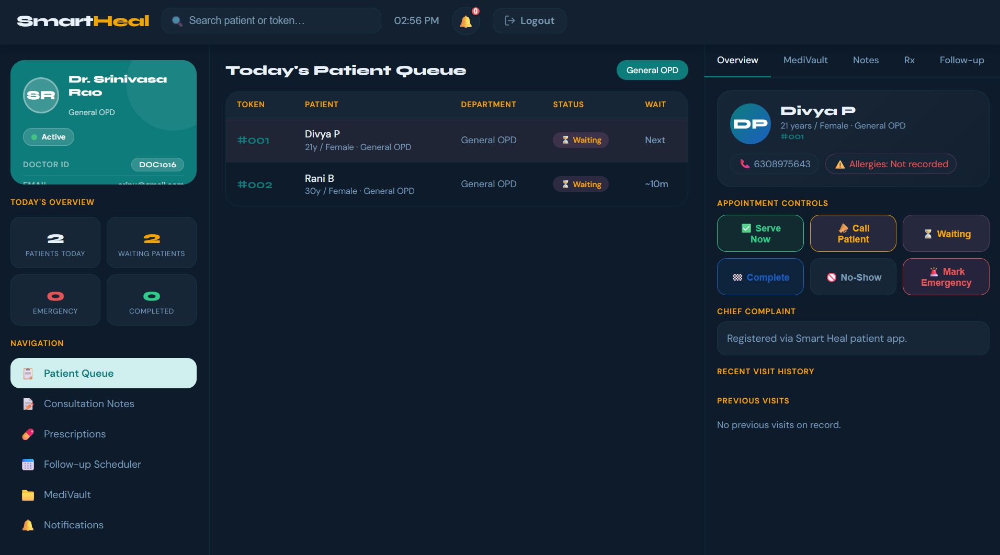 SmartHeal
Search patient or token...
02:56 PM
0
Logout
SR
Dr. Srinivasa
Rao
General OPD
Active
DOCTOR ID
DOC1016
TODAY'S OVERVIEW
2
PATIENTS TODAY
2
WAITING PATIENTS
0
EMERGENCY
0
COMPLETED
NAVIGATION
Patient Queue
Consultation Notes
Prescriptions
Follow-up Scheduler
MediVault
Notifications
Today's Patient Queue
General OPD
TOKEN PATIENT DEPARTMENT STATUS WAIT
#001
Divya P
21y / Female · General OPD
General OPD
Waiting
Next
#002
Rani B
30y / Female · General OPD
General OPD
Waiting
~10m
Overview MediVault Notes Rx Follow-up
DP
Divya P
21 years / Female · General OPD
#001
6308975643
Allergies: Not recorded
APPOINTMENT CONTROLS
Serve
Now
Call
Patient
Waiting
Complete
No-Show
Mark
Emergency
CHIEF COMPLAINT
Registered via Smart Heal patient app.
RECENT VISIT HISTORY
PREVIOUS VISITS
No previous visits on record.